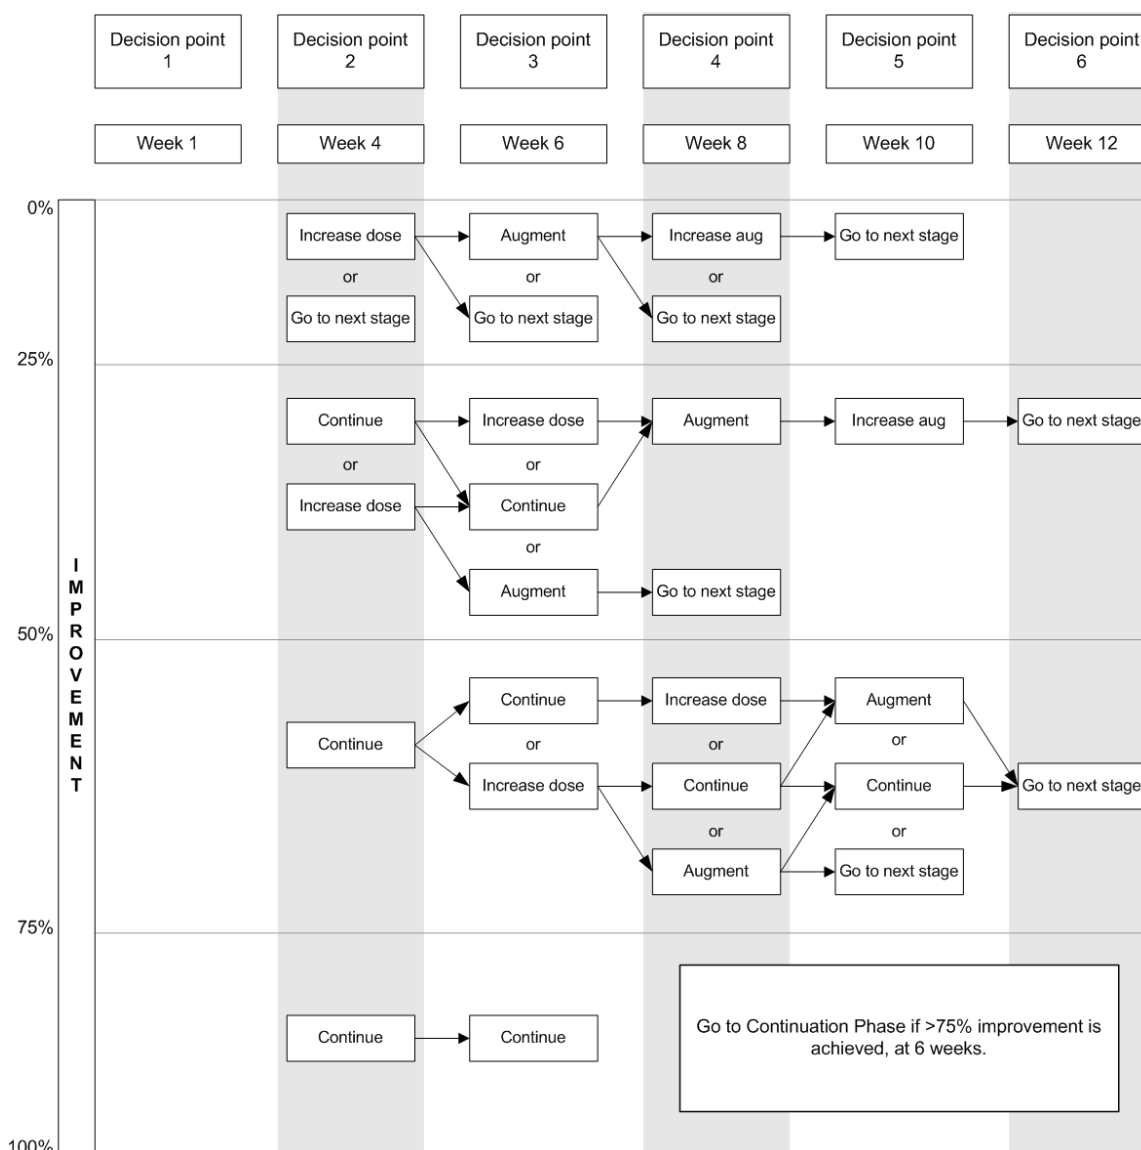 Decision point
1
Decision point
2
Decision point
3
Decision point
4
Decision point
5
Decision point
6
Week 1
Week 4
Week 6
Week 8
Week 10
Week 12
0%
Increase dose
Augment
Increase aug
Go to next stage
or
or
or
Go to next stage
Go to next stage
Go to next stage
25%
Continue
Increase dose
Augment
Increase aug
Go to next stage
or
or
Increase dose
Continue
or
Augment
Go to next stage
50%
IMPROVEMENT
Continue
Increase dose
Augment
Continue
or
or
or
Increase dose
Continue
Continue
Go to next stage
or
or
Augment
Go to next stage
75%
Continue
Continue
Go to Continuation Phase if >75% improvement is
achieved, at 6 weeks.
100%